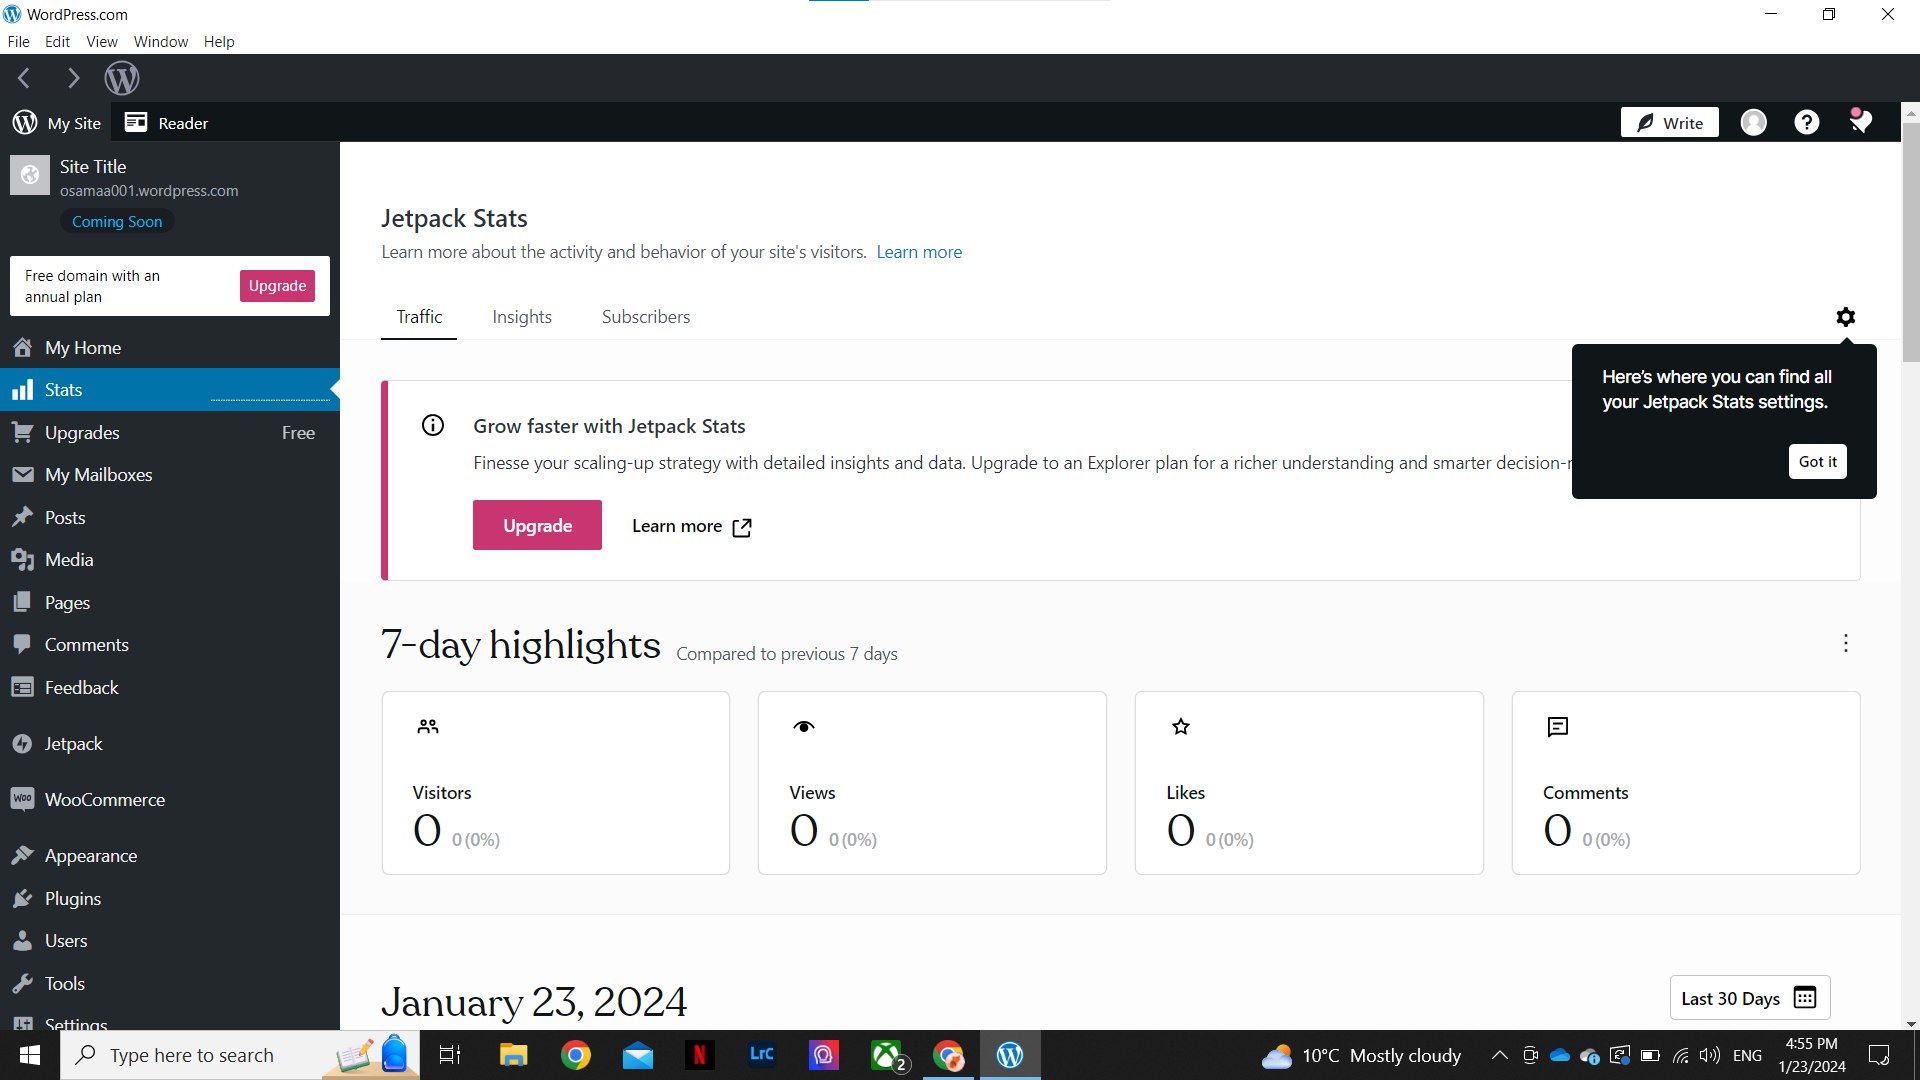 WordPress.com
File Edit View Window Help
My Site Reader Write
Site Title
osamaa001.wordpress.com
Coming Soon
Free domain with an
annual plan
Upgrade
My Home
Stats
Upgrades Free
My Mailboxes
Posts
Media
Pages
Comments
Feedback
Jetpack
WooCommerce
Appearance
Plugins
Users
Tools
Settings
Jetpack Stats
Learn more about the activity and behavior of your site's visitors. Learn more
Traffic Insights Subscribers
Here's where you can find all
your Jetpack Stats settings.
Got it
Grow faster with Jetpack Stats
Finesse your scaling-up strategy with detailed insights and data. Upgrade to an Explorer plan for a richer understanding and smarter
Upgrade Learn more
7-day highlights Compared to previous 7 days
Visitors
0 0 (0%)
Views
0 0 (0%)
Likes
0 0 (0%)
Comments
0 0 (0%)
January 23, 2024
Last 30 Days
Type here to search
N
LrC
2
10°C Mostly cloudy
ENG
4:55 PM
1/23/2024